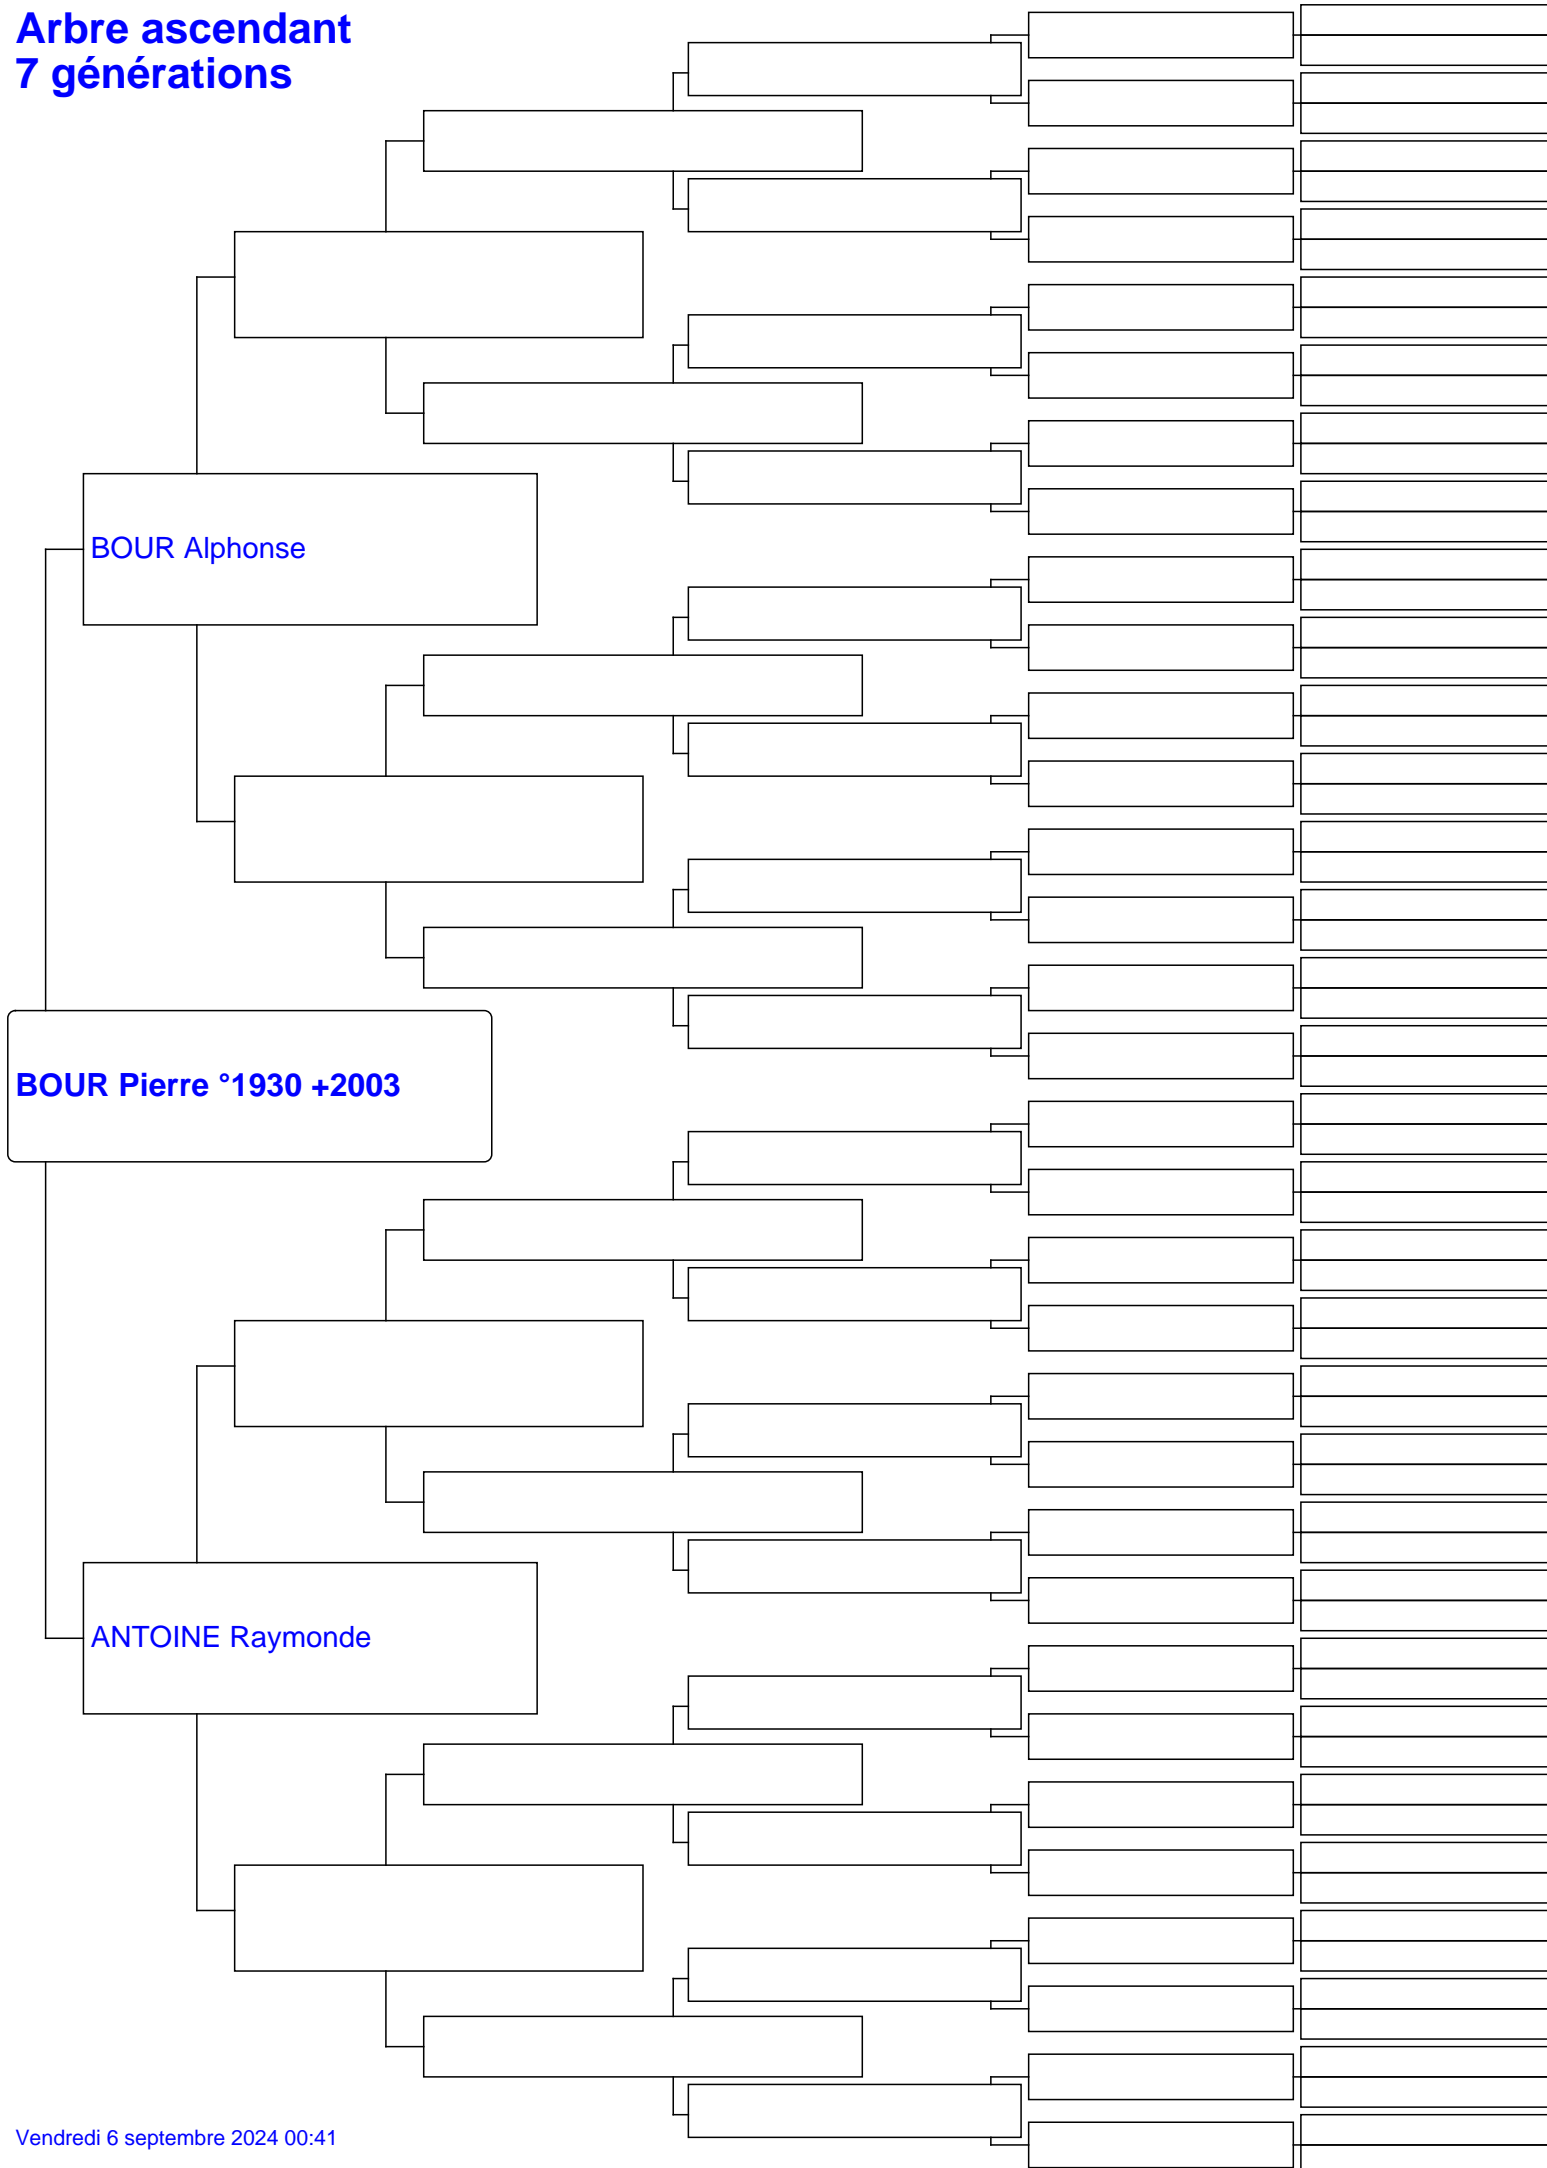 Arbre ascendant
7 générations
BOUR Alphonse
BOUR Pierre °1930 +2003
ANTOINE Raymonde
Vendredi 6 septembre 2024 00:41